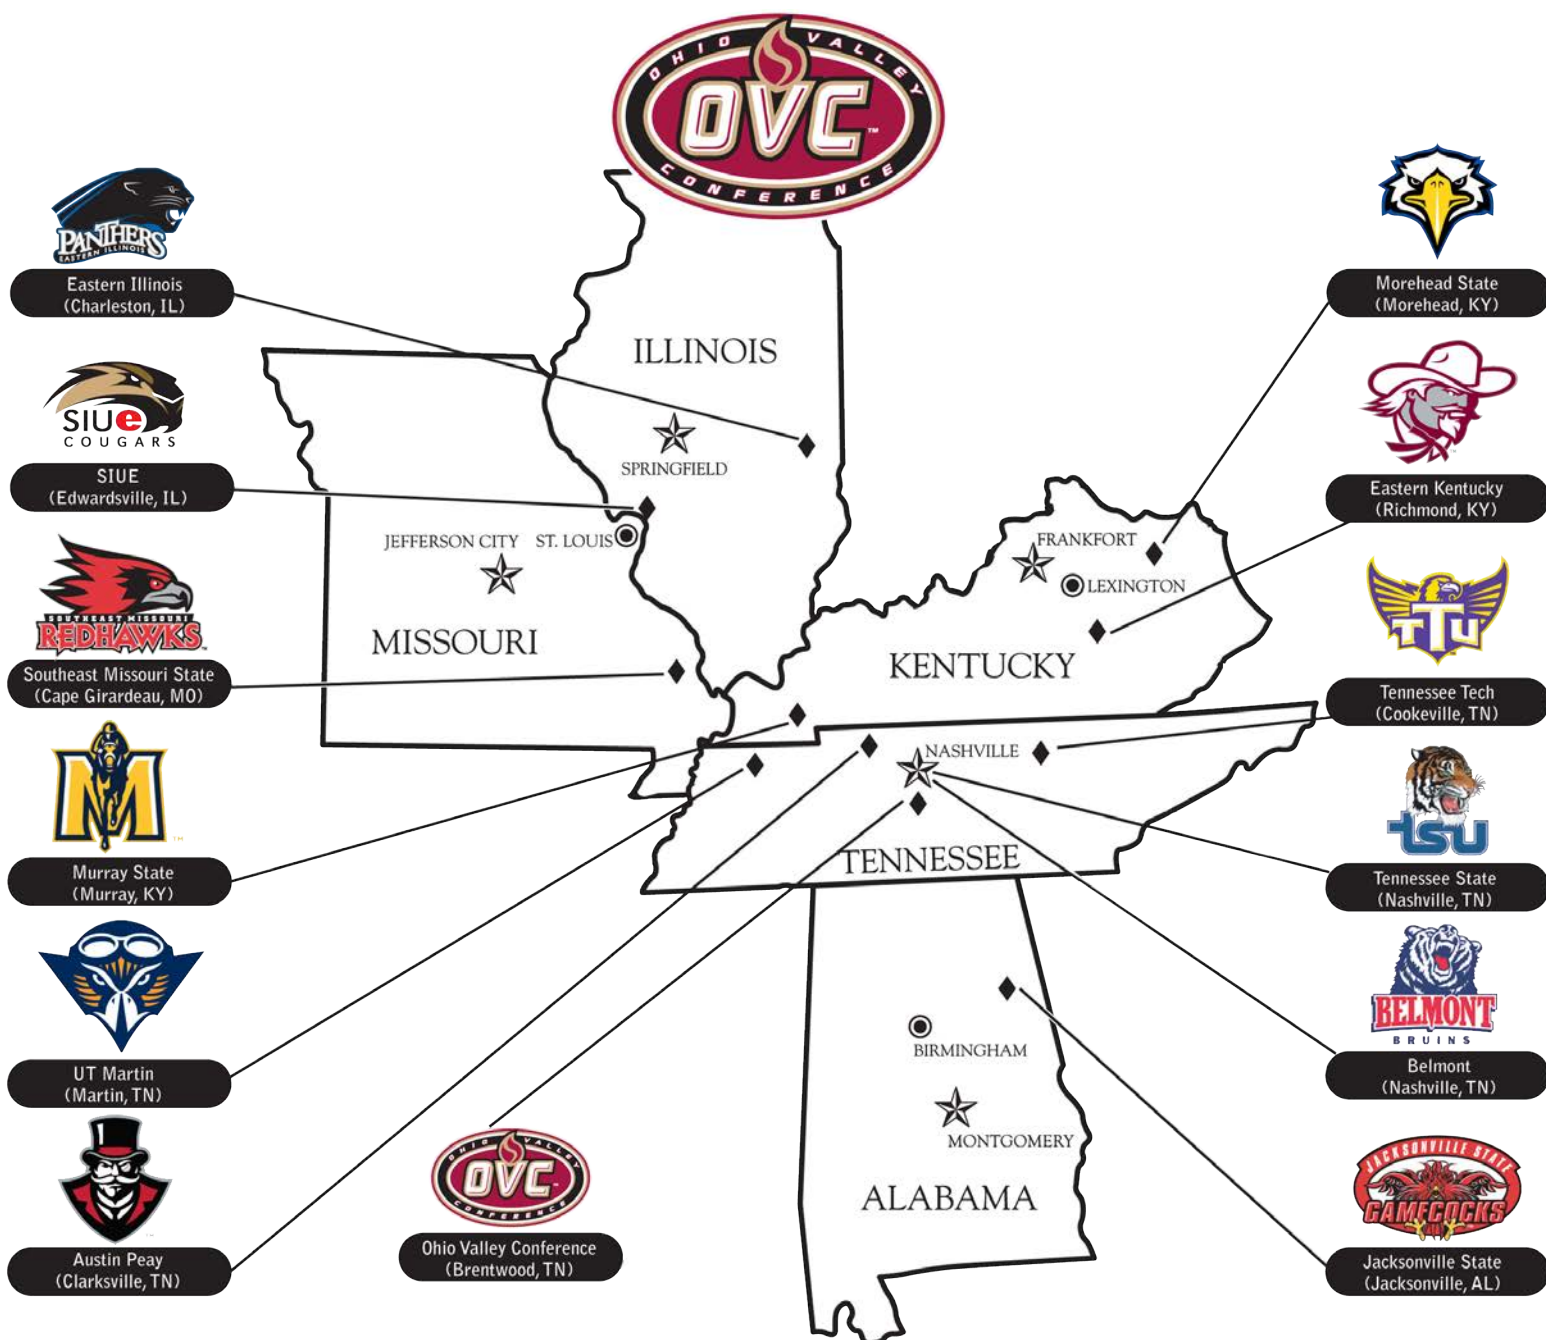 OHIO VALLEY
OVC™
CONFERENCE
PANTHERS
EASTERN ILLINOIS
Eastern Illinois
(Charleston, IL)
SIUe
COUGARS
SIUE
(Edwardsville, IL)
SOUTHEAST MISSOURI
REDHAWKS
Southeast Missouri State
(Cape Girardeau, MO)
M
Murray State
(Murray, KY)
UT Martin
(Martin, TN)
Austin Peay
(Clarksville, TN)
OHIO VALLEY
OVC
CONFERENCE
Ohio Valley Conference
(Brentwood, TN)
ILLINOIS
SPRINGFIELD
JEFFERSON CITY
ST. LOUIS
MISSOURI
FRANKFORT
LEXINGTON
KENTUCKY
NASHVILLE
TENNESSEE
BIRMINGHAM
MONTGOMERY
ALABAMA
Morehead State
(Morehead, KY)
Eastern Kentucky
(Richmond, KY)
TTU
Tennessee Tech
(Cookeville, TN)
tsu
Tennessee State
(Nashville, TN)
BELMONT
BRUINS
Belmont
(Nashville, TN)
JACKSONVILLE STATE
GAMECOCKS
Jacksonville State
(Jacksonville, AL)